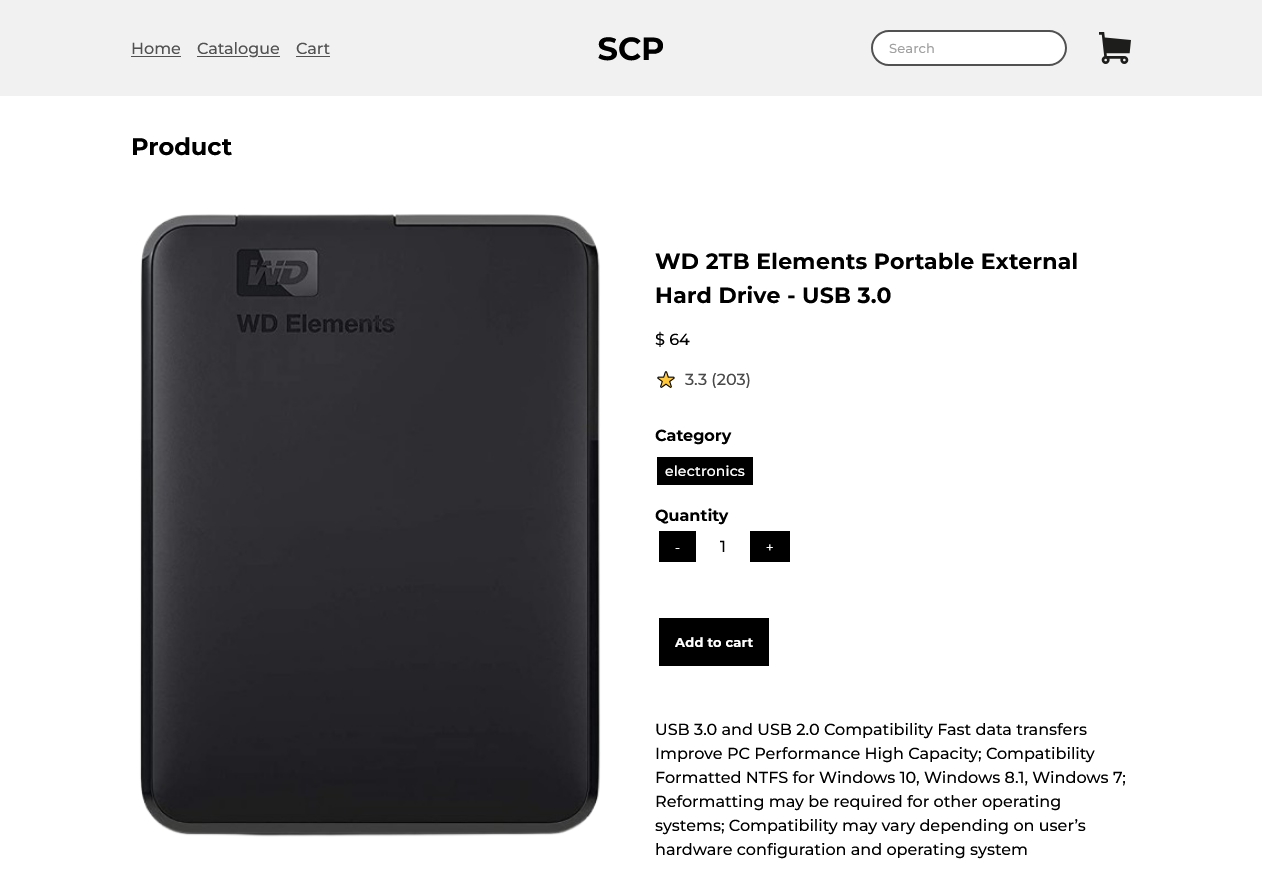 Home Catalogue Cart
SCP
Search
Product
WD
WD Elements
WD 2TB Elements Portable External
Hard Drive - USB 3.0
$ 64
3.3 (203)
Category
electronics
Quantity
- 1 +
Add to cart
USB 3.0 and USB 2.0 Compatibility Fast data transfers
Improve PC Performance High Capacity; Compatibility
Formatted NTFS for Windows 10, Windows 8.1, Windows 7;
Reformatting may be required for other operating
systems; Compatibility may vary depending on user’s
hardware configuration and operating system